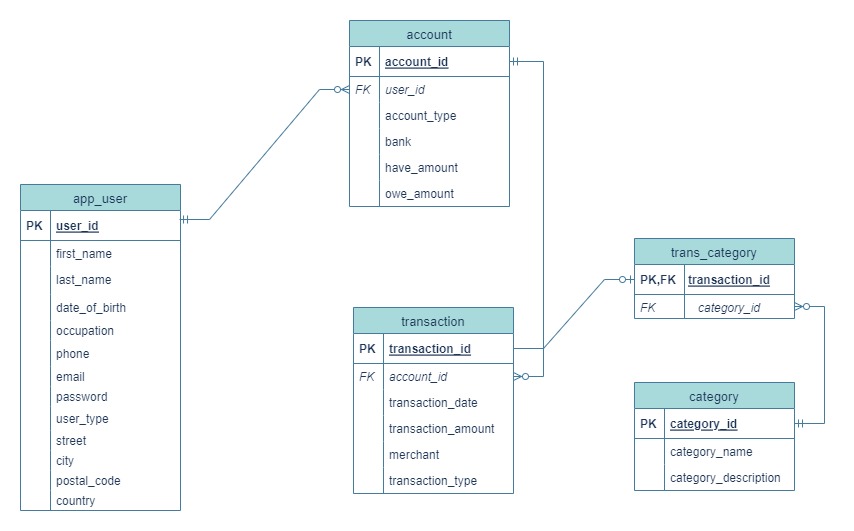 account
PK account_id
FK user_id
account_type
bank
have_amount
owe_amount
app_user
PK user_id
first_name
last_name
date_of_birth
occupation
phone
email
password
user_type
street
city
postal_code
country
transaction
PK transaction_id
FK account_id
transaction_date
transaction_amount
merchant
transaction_type
trans_category
PK,FK transaction_id
FK category_id
category
PK category_id
category_name
category_description